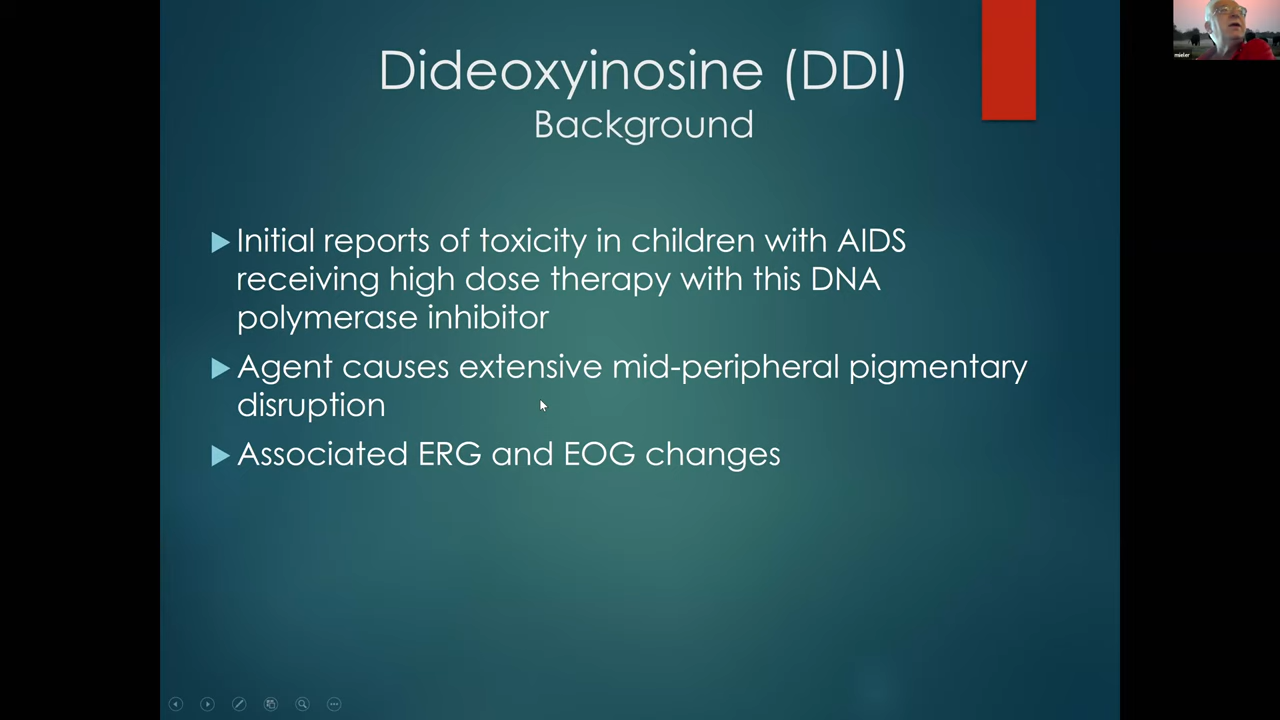 Dideoxyinosine (DDI)
Background
Initial reports of toxicity in children with AIDS
receiving high dose therapy with this DNA
polymerase inhibitor
Agent causes extensive mid-peripheral pigmentary
disruption
Associated ERG and EOG changes
mieler